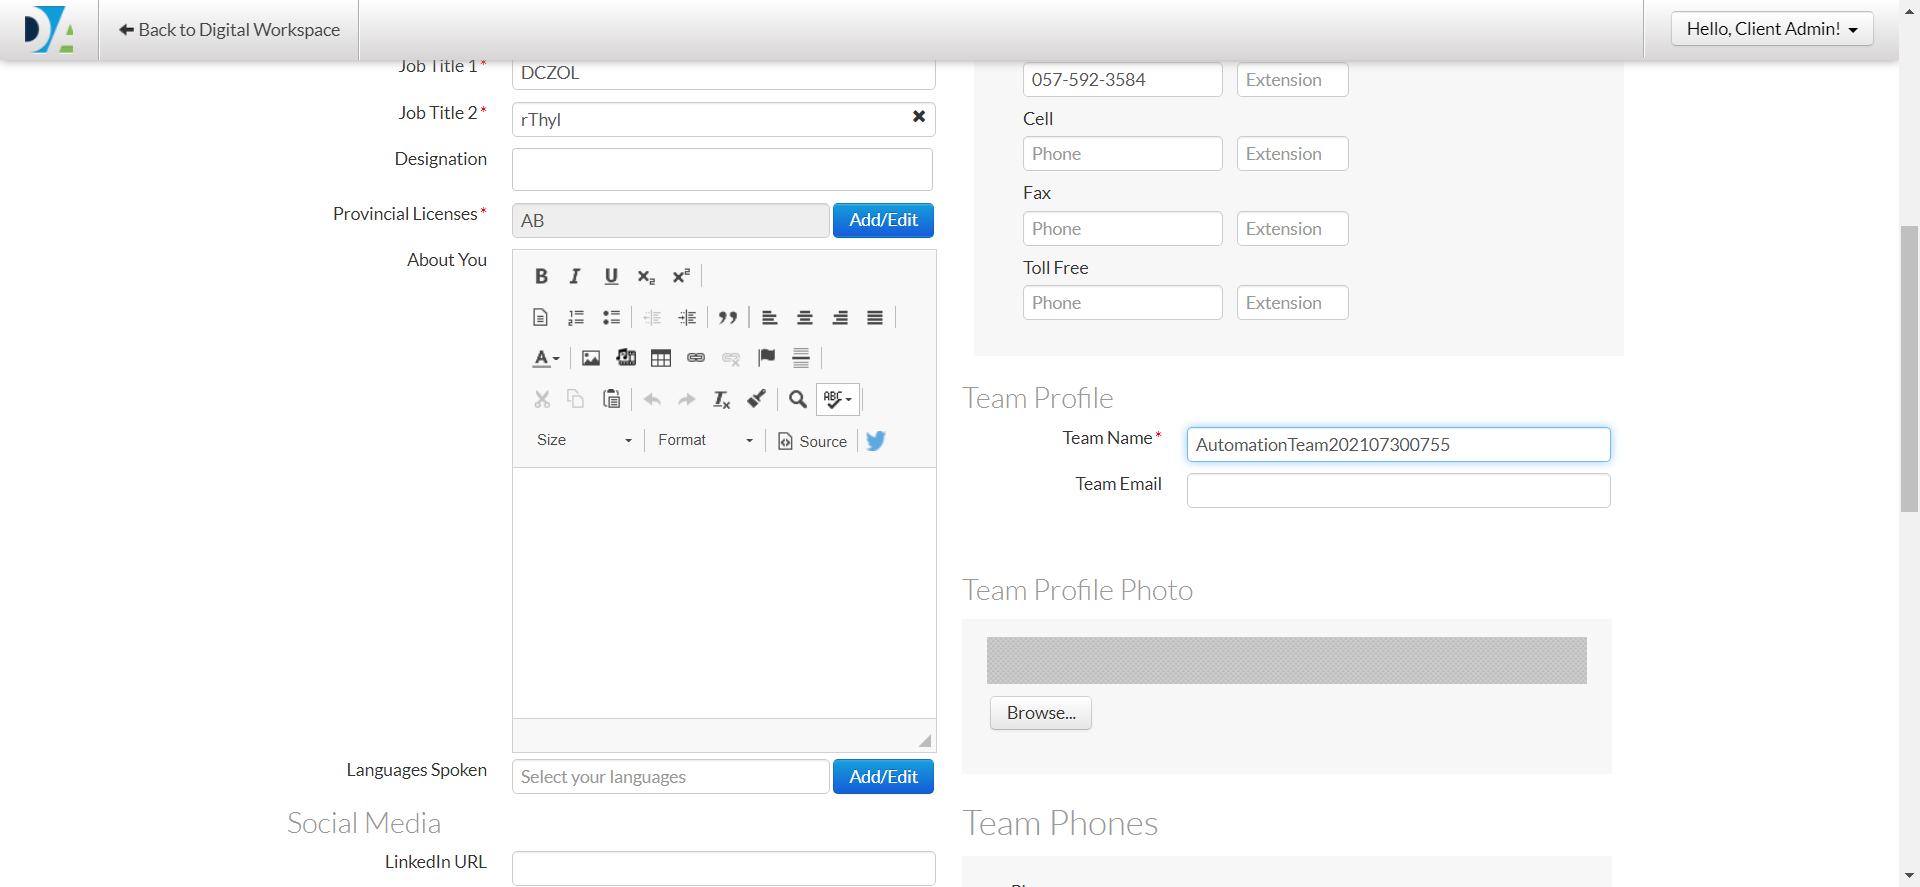 Back to Digital Workspace
Hello, Client Admin!
Job Title 1*
DCZOL
Job Title 2*
rThyl
Designation
Provincial Licenses*
AB
Add/Edit
About You
B I U x₂ x²
A
ABC
Size
Format
Source
Languages Spoken
Select your languages
Add/Edit
Social Media
LinkedIn URL
057-592-3584
Extension
Cell
Phone
Extension
Fax
Phone
Extension
Toll Free
Phone
Extension
Team Profile
Team Name*
AutomationTeam202107300755
Team Email
Team Profile Photo
Browse...
Team Phones